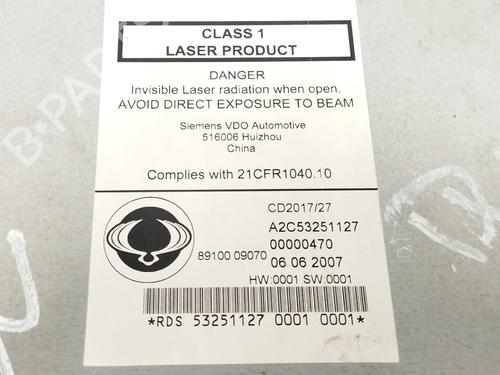 CLASS 1
LASER PRODUCT
DANGER
Invisible Laser radiation when open.
AVOID DIRECT EXPOSURE TO BEAM
Siemens VDO Automotive
516006 Huizhou
China
Complies with 21CFR1040.10
CD2017/27
A2C53251127
00000470
89100 09070
06 06 2007
HW:0001 SW:0001
*RDS 53251127 0001 0001*
B-PARTS